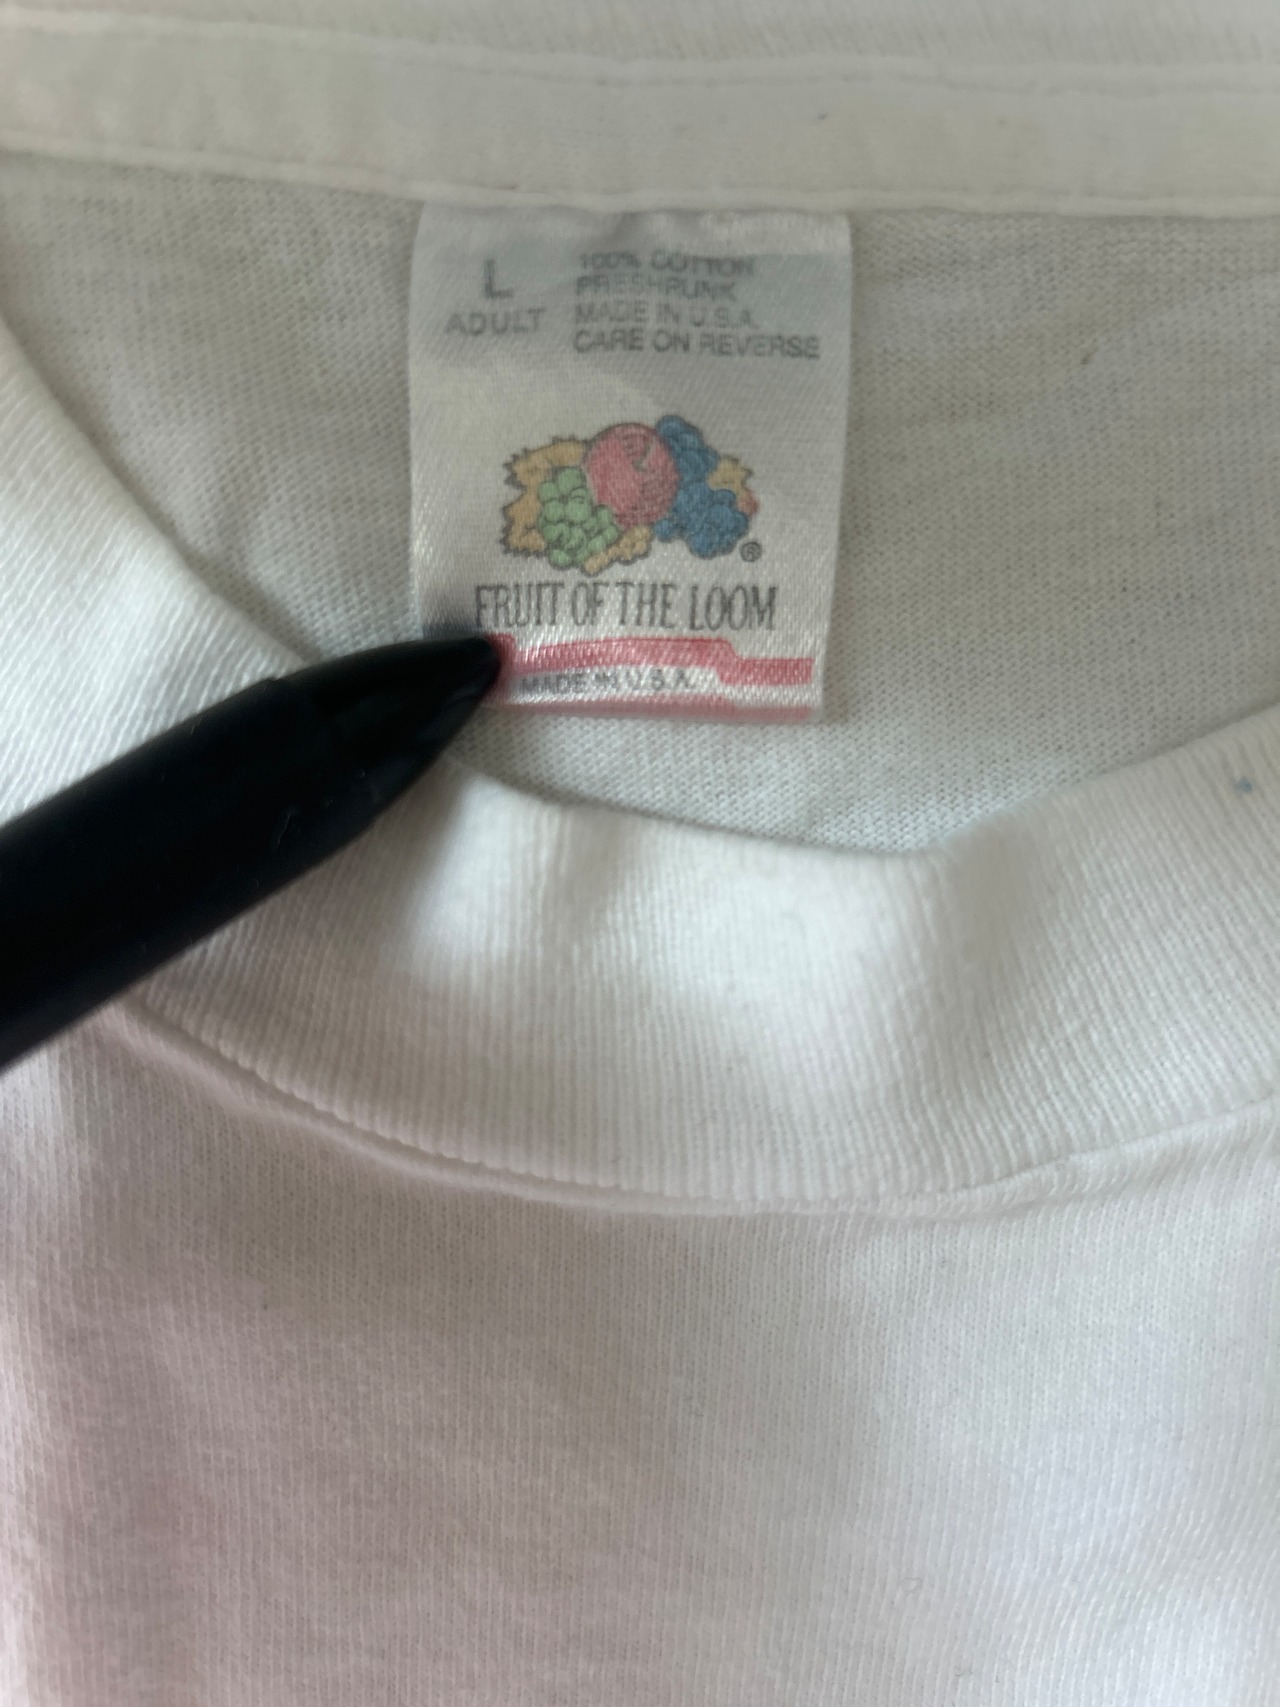 L
ADULT
100% COTTON
PRESHRUNK
MADE IN U.S.A.
CARE ON REVERSE
®
FRUIT OF THE LOOM
MADE IN U.S.A.